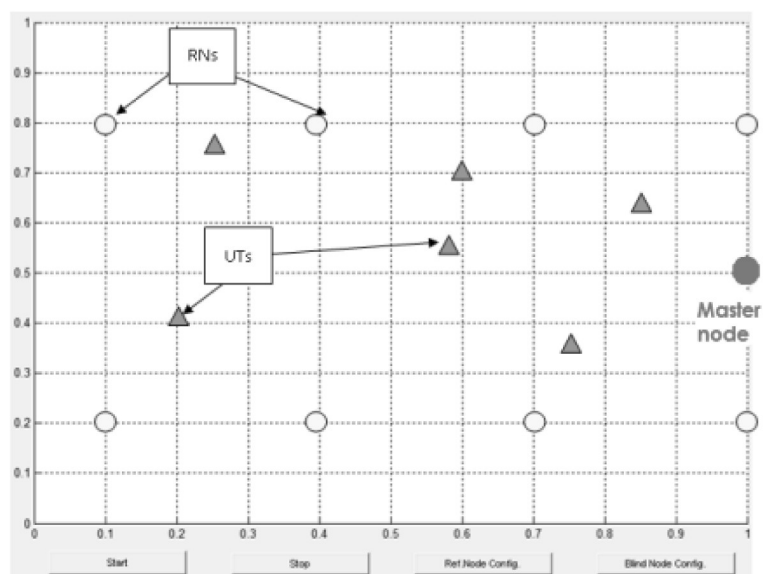 1
0.9
0.8
0.7
0.6
0.5
0.4
0.3
0.2
0.1
0
RNs
UTs
Master
node
0 0.1 0.2 0.3 0.4 0.5 0.6 0.7 0.8 0.9 1
Start Stop Ref.Node Config. Blind Node Config.